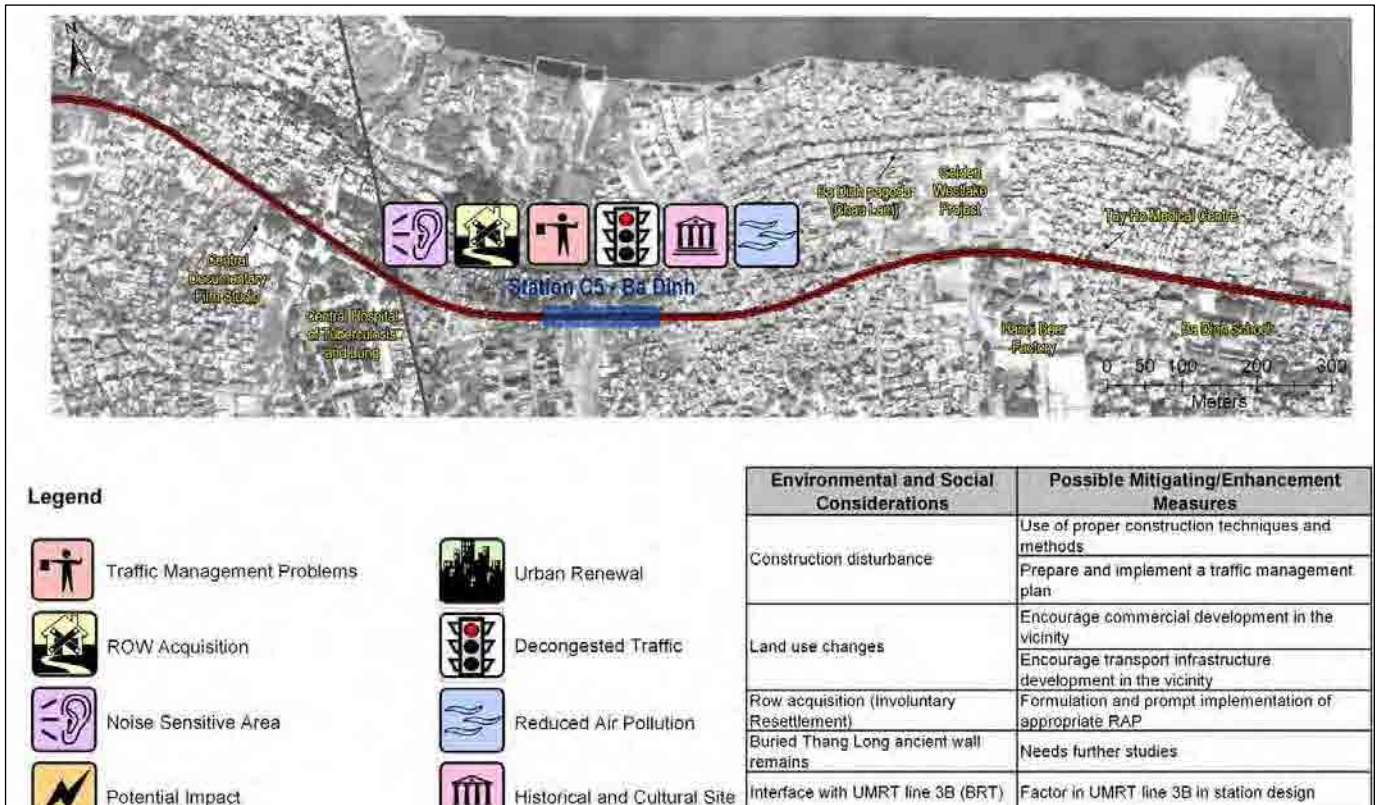 N
Central
Documentary
Film Studio
Central Hospital
of Tuberculosis
and Lung
Station C5 - Ba Dinh
Ba Dinh pagoda
(Chau Lam)
Golden
Westlake
Project
Tay Ho Medical Centre
Hanoi Beer
Factory
Ba Dinh School
0 50 100 200 300
Meters
Legend
Traffic Management Problems
ROW Acquisition
Noise Sensitive Area
Potential Impact
Urban Renewal
Decongested Traffic
Reduced Air Pollution
Historical and Cultural Site
Environmental and Social
Considerations
Possible Mitigating/Enhancement
Measures
Construction disturbance
Use of proper construction techniques and
methods
Prepare and implement a traffic management
plan
Land use changes
Encourage commercial development in the
vicinity
Encourage transport infrastructure
development in the vicinity
Row acquisition (Involuntary
Resettlement)
Formulation and prompt implementation of
appropriate RAP
Buried Thang Long ancient wall
remains
Needs further studies
Interface with UMRT line 3B (BRT)
Factor in UMRT line 3B in station design